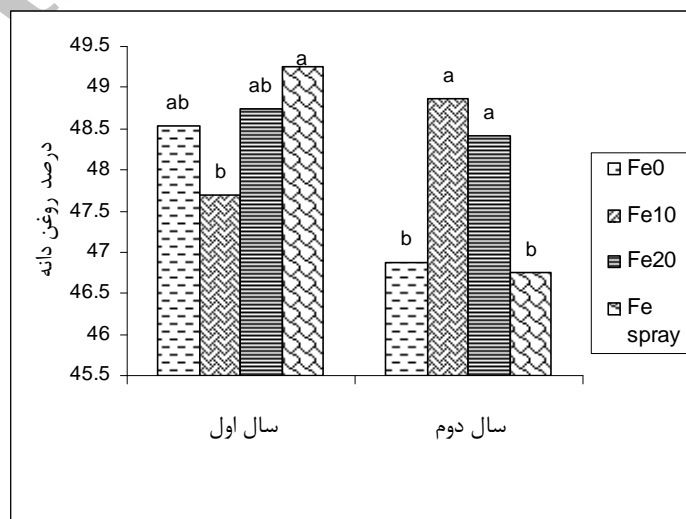 49.5
49
48.5
48
47.5
47
46.5
46
45.5
درصد روغن دانه
ab
b
ab
a
b
a
a
b
سال اول
سال دوم
Fe0
Fe10
Fe20
Fe
spray